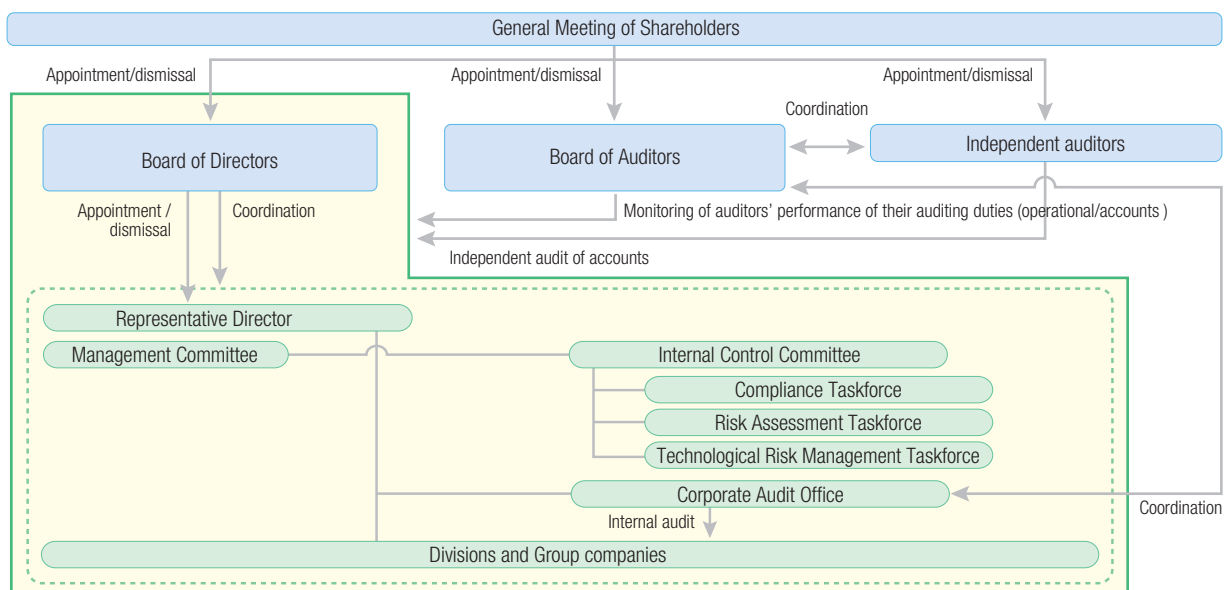 General Meeting of Shareholders
Appointment/dismissal
Appointment/dismissal
Appointment/dismissal
Coordination
Board of Directors
Board of Auditors
Independent auditors
Appointment /
dismissal
Coordination
Monitoring of auditors' performance of their auditing duties (operational/accounts )
Independent audit of accounts
Representative Director
Management Committee
Internal Control Committee
Compliance Taskforce
Risk Assessment Taskforce
Technological Risk Management Taskforce
Corporate Audit Office
Coordination
Internal audit
Divisions and Group companies